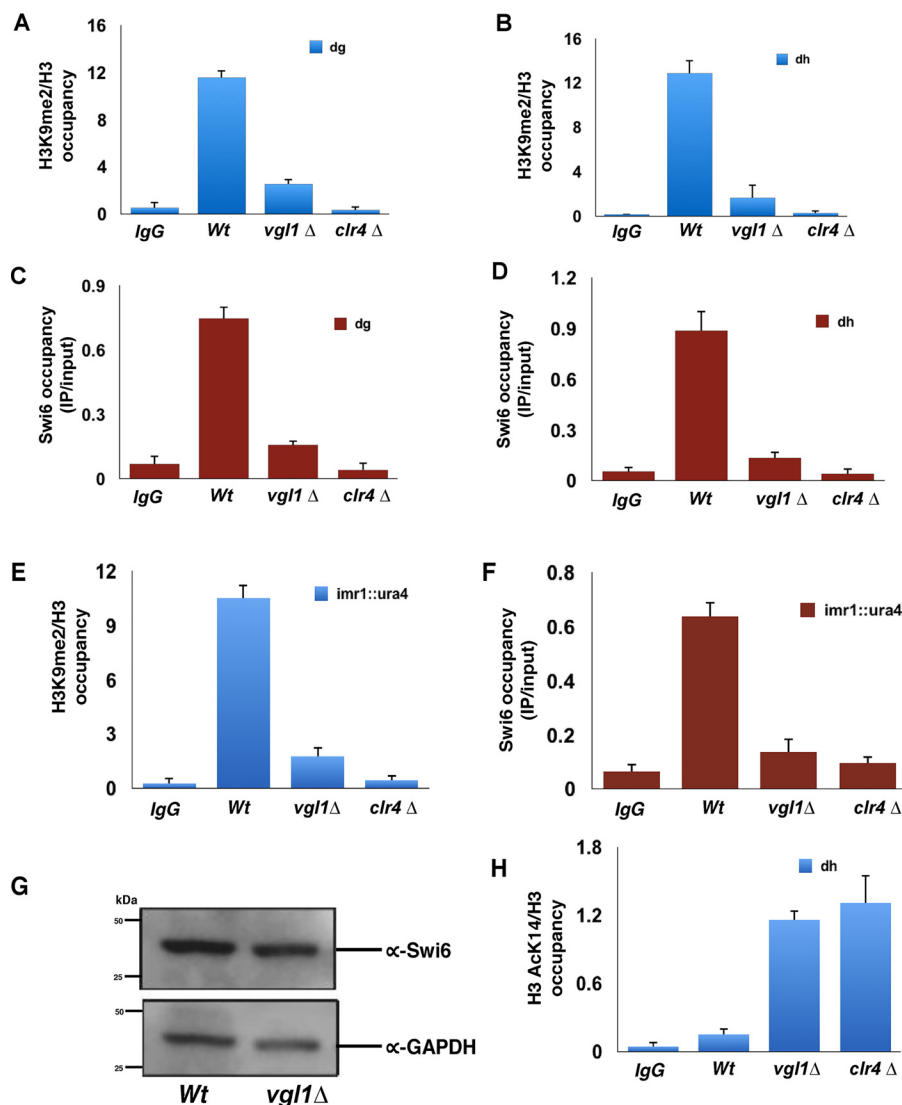 A
H3K9me2/H3
occupancy
16
12
8
4
0
dg
IgG Wt vgl1 Δ clr4 Δ
B
H3K9me2/H3
occupancy
16
12
8
4
0
dh
IgG Wt vgl1 Δ clr4 Δ
C
Swi6 occupancy
(IP/input)
0.9
0.6
0.3
0
dg
IgG Wt vgl1 Δ clr4 Δ
D
Swi6 occupancy
(IP/input)
1.2
0.9
0.6
0.3
0
dh
IgG Wt vgl1 Δ clr4 Δ
E
H3K9me2/H3
occupancy
12
9
6
3
0
imr1::ura4
IgG Wt vgl1Δ clr4 Δ
F
Swi6 occupancy
(IP/input)
0.8
0.6
0.4
0.2
0
imr1::ura4
IgG Wt vgl1Δ clr4 Δ
G
kDa
50
25
∝-Swi6
50
25
∝-GAPDH
Wt vgl1Δ
H
H3 AcK14/H3
occupancy
1.8
1.2
0.6
0
dh
IgG Wt vgl1Δ clr4 Δ